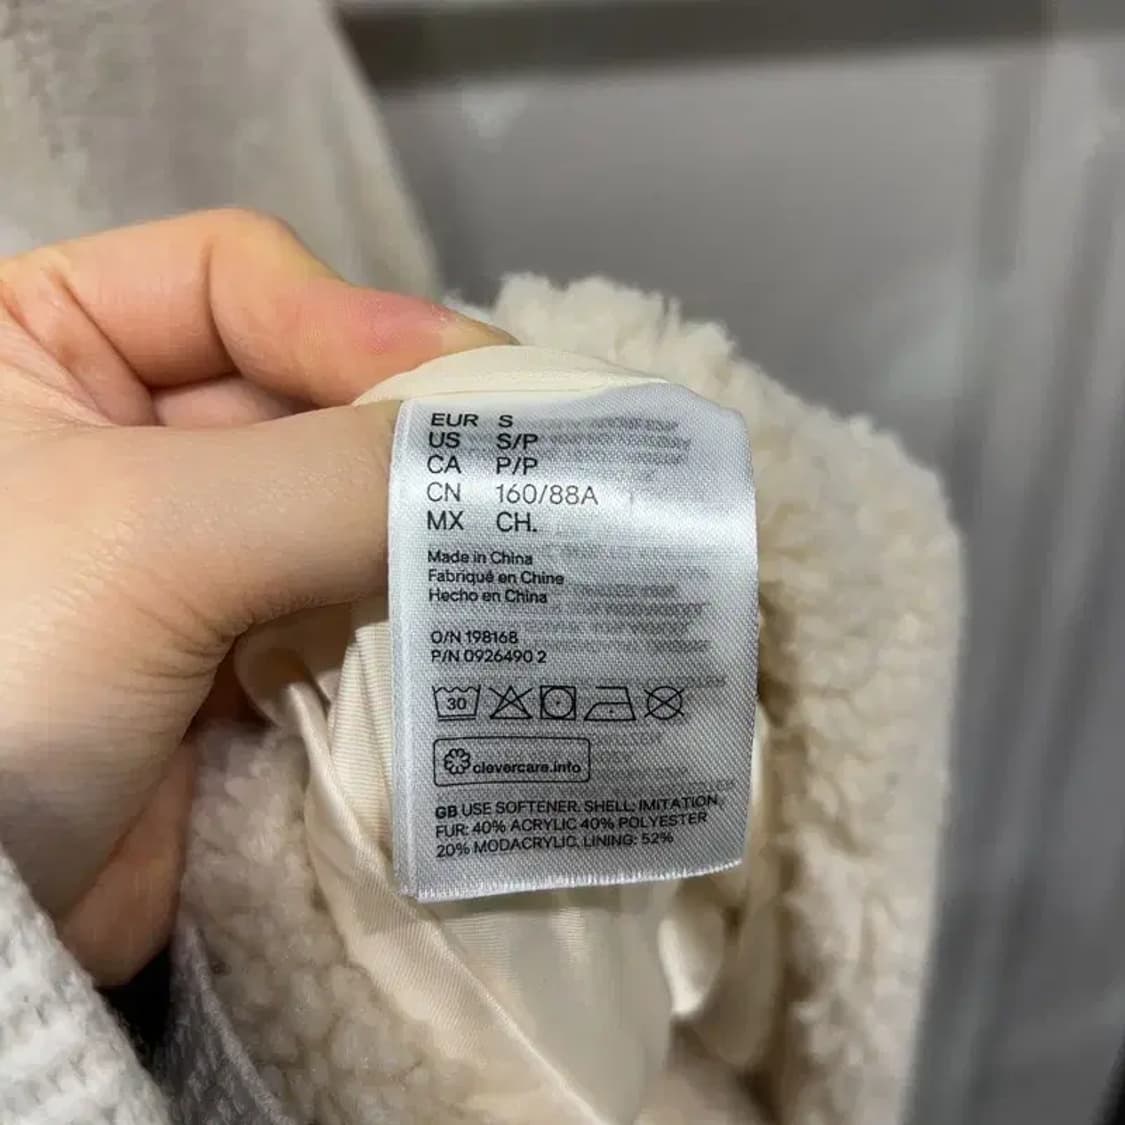 EUR S
US S/P
CA P/P
CN 160/88A
MX CH.
Made in China
Fabriqué en Chine
Hecho en China
O/N 198168
P/N 0926490 2
30
clevercare.info
GB USE SOFTENER. SHELL: IMITATION
FUR: 40% ACRYLIC 40% POLYESTER
20% MODACRYLIC. LINING: 52%